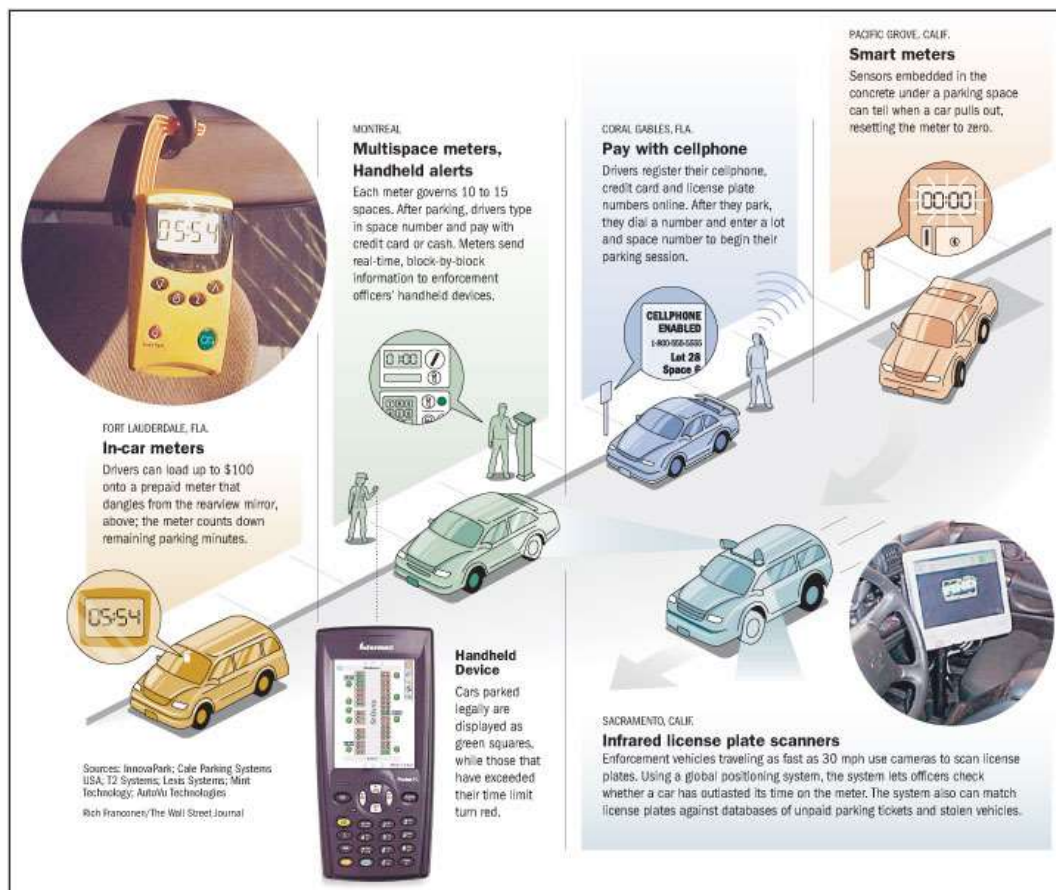 PACIFIC GROVE, CALIF.
Smart meters
Sensors embedded in the
concrete under a parking space
can tell when a car pulls out,
resetting the meter to zero.
00:00
MONTREAL
Multispace meters,
Handheld alerts
Each meter governs 10 to 15
spaces. After parking, drivers type
in space number and pay with
credit card or cash. Meters send
real-time, block-by-block
information to enforcement
officers' handheld devices.
01:00
CORAL GABLES, FLA.
Pay with cellphone
Drivers register their cellphone,
credit card and license plate
numbers online. After they park,
they dial a number and enter a lot
and space number to begin their
parking session.
CELLPHONE
ENABLED
1-800-555-5555
Lot 28
Space 6
05:54
FORT LAUDERDALE, FLA.
In-car meters
Drivers can load up to $100
onto a prepaid meter that
dangles from the rearview mirror,
above; the meter counts down
remaining parking minutes.
05:54
Handheld
Device
Cars parked
legally are
displayed as
green squares,
while those that
have exceeded
their time limit
turn red.
SACRAMENTO, CALIF.
Infrared license plate scanners
Enforcement vehicles traveling as fast as 30 mph use cameras to scan license
plates. Using a global positioning system, the system lets officers check
whether a car has outlasted its time on the meter. The system also can match
license plates against databases of unpaid parking tickets and stolen vehicles.
Sources: InnovaPark; Cale Parking Systems
USA; T2 Systems; Lexis Systems; Mint
Technology; AutoVu Technologies
Rich Franconeri/The Wall Street Journal